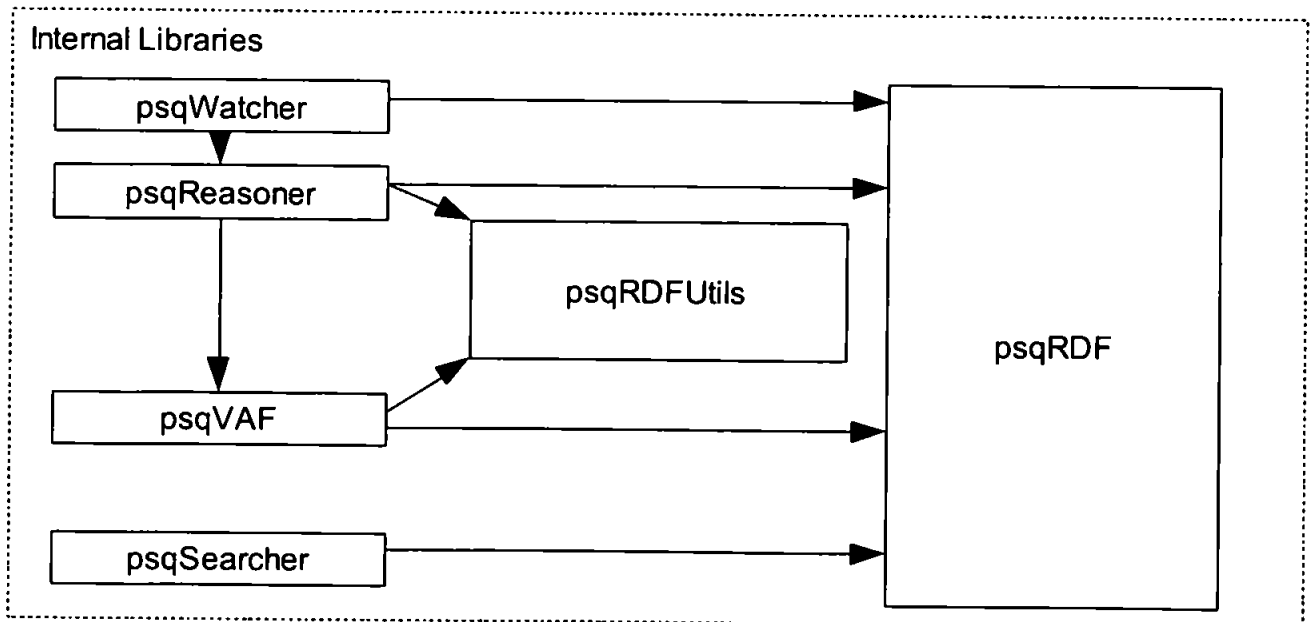 Internal Libraries
psqWatcher
psqReasoner
psqRDFUtils
psqRDF
psqVAF
psqSearcher